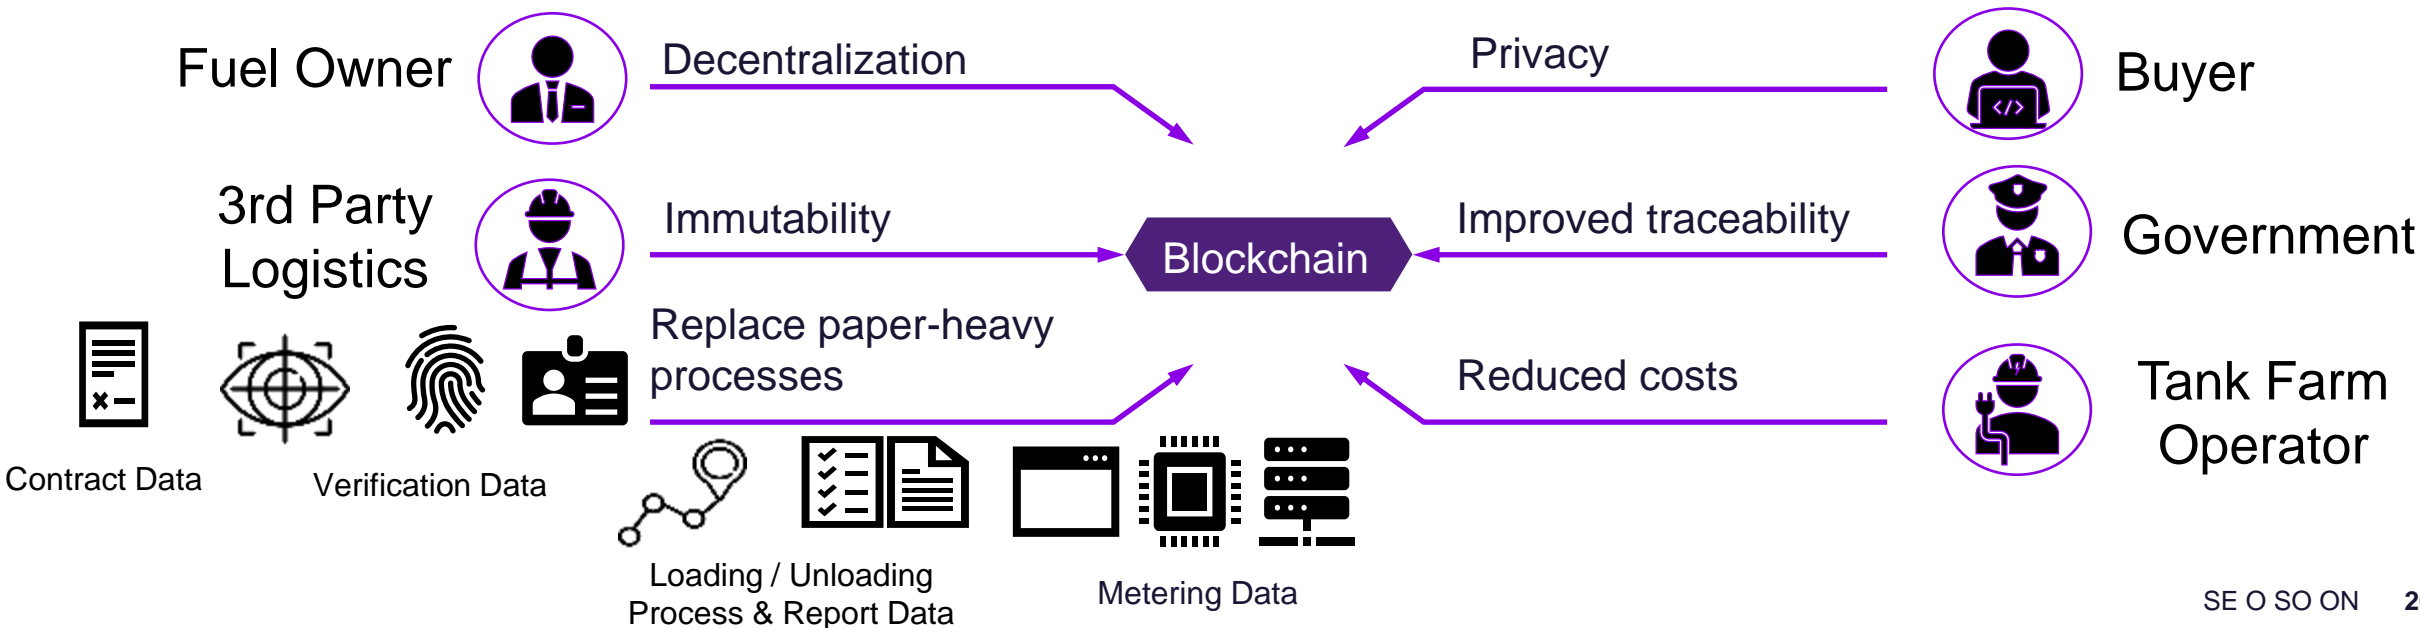 Fuel Owner
Decentralization
Privacy
Buyer
3rd Party
Logistics
Immutability
Blockchain
Improved traceability
Government
Replace paper-heavy
processes
Reduced costs
Tank Farm
Operator
Contract Data
Verification Data
Loading / Unloading
Process & Report Data
Metering Data
SE O SO ON 2